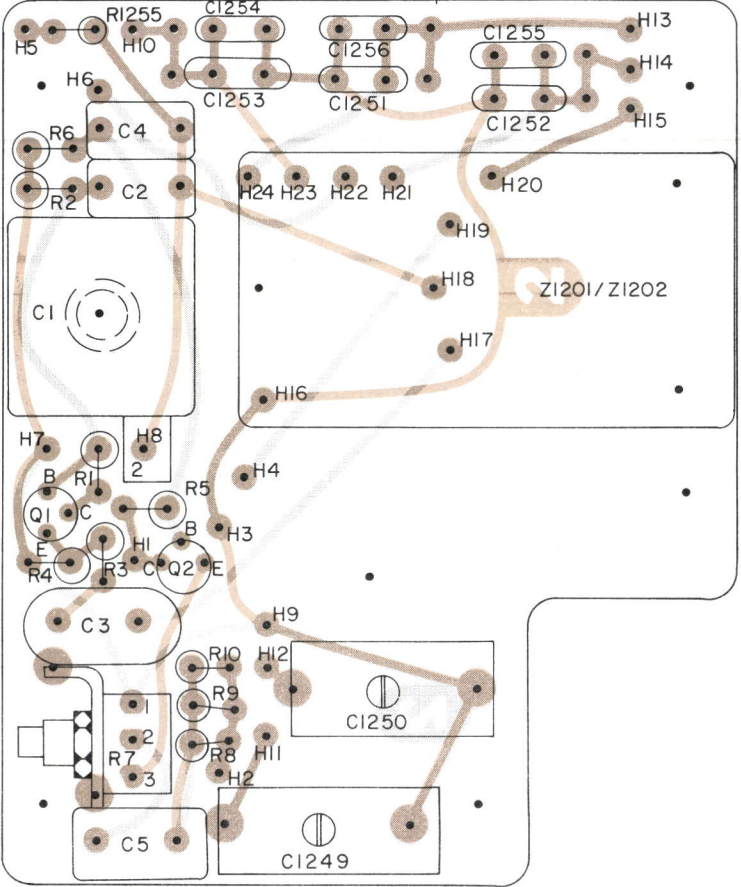 C1254
R1255
H5
H10
C1256
C1255
H13
H14
C1253
C1251
C1252
H15
H6
R6
C4
R2
C2
H24
H23
H22
H21
H20
H19
C1
H18
2
Z1201/Z1202
H17
H16
H7
H8
2
B
R1
H4
Q1
C
R5
E
H1
B
H3
R4
R3
C
Q2
E
C3
H9
R10
H12
1
R9
C1250
2
R7
R8
H11
3
H2
C5
C1249